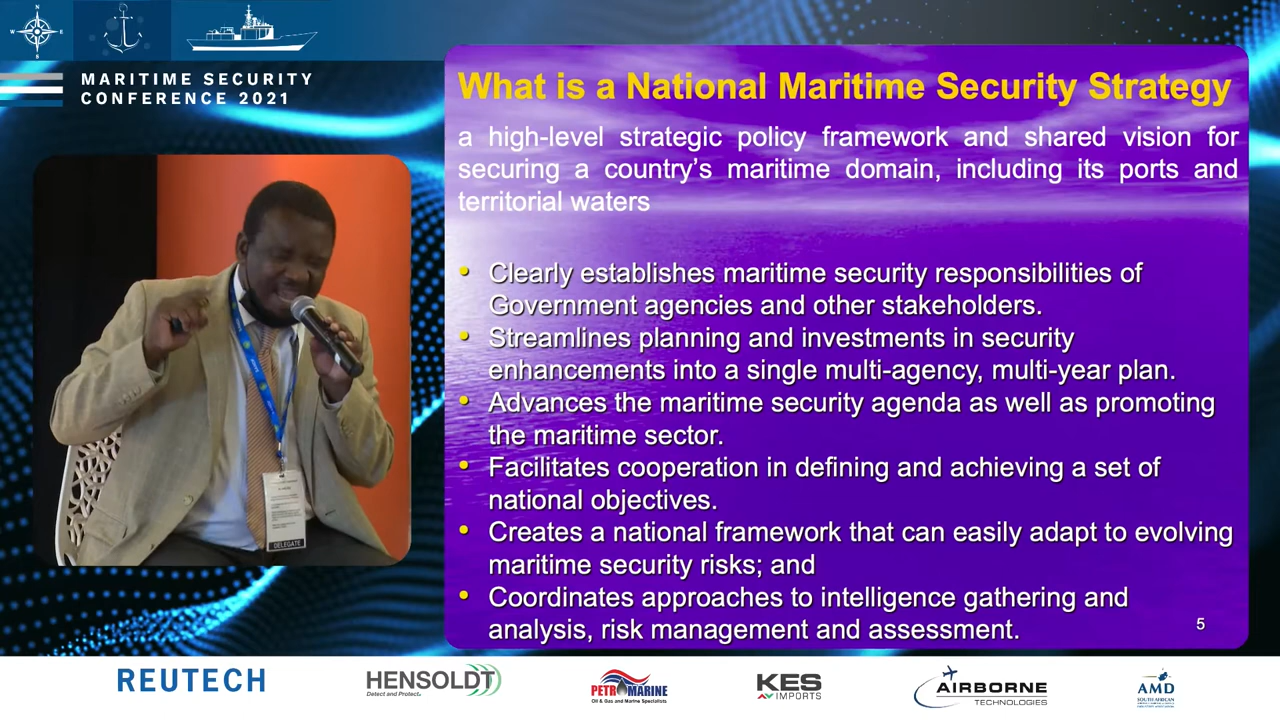 N
W
E
S
MARITIME SECURITY
CONFERENCE 2021
What is a National Maritime Security Strategy
a high-level strategic policy framework and shared vision for
securing a country's maritime domain, including its ports and
territorial waters
• Clearly establishes maritime security responsibilities of
Government agencies and other stakeholders.
• Streamlines planning and investments in security
enhancements into a single multi-agency, multi-year plan.
• Advances the maritime security agenda as well as promoting
the maritime sector.
• Facilitates cooperation in defining and achieving a set of
national objectives.
• Creates a national framework that can easily adapt to evolving
maritime security risks; and
• Coordinates approaches to intelligence gathering and
analysis, risk management and assessment.
5
DELEGATE
REUTECH
HENSOLDT
Detect and Protect.
PETROMARINE
Oil & Gas and Marine Specialists
KES
IMPORTS
AIRBORNE
TECHNOLOGIES
AMD
SOUTH AFRICAN